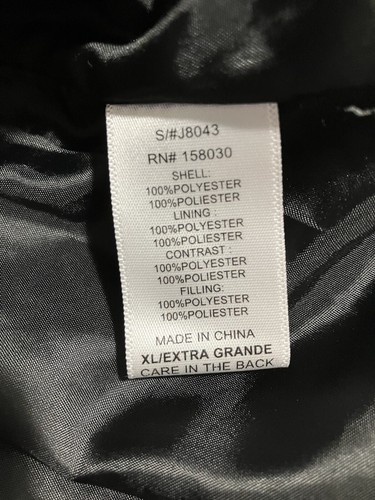 S/#J8043
RN# 158030
SHELL:
100%POLYESTER
100%POLIESTER
LINING :
100%POLYESTER
100%POLIESTER
CONTRAST :
100%POLYESTER
100%POLIESTER
FILLING:
100%POLYESTER
100%POLIESTER
MADE IN CHINA
XL/EXTRA GRANDE
CARE IN THE BACK